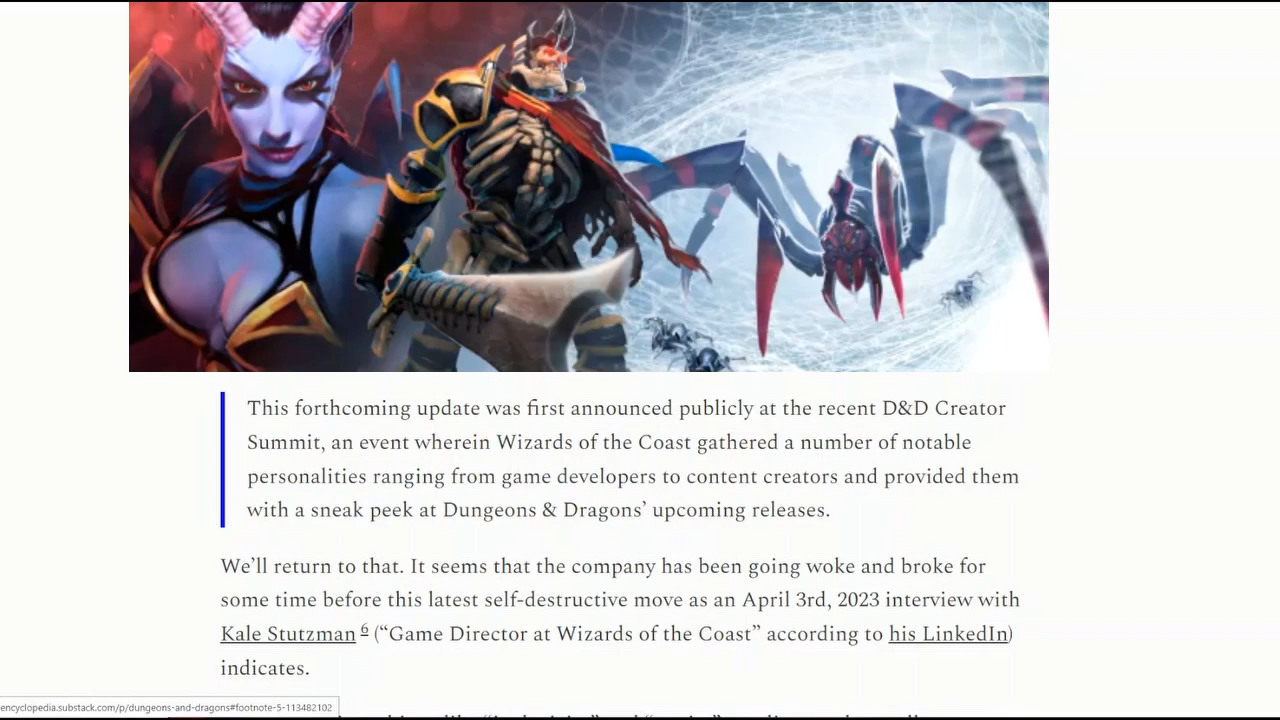 This forthcoming update was first announced publicly at the recent D&D Creator
Summit, an event wherein Wizards of the Coast gathered a number of notable
personalities ranging from game developers to content creators and provided them
with a sneak peek at Dungeons & Dragons’ upcoming releases.
We’ll return to that. It seems that the company has been going woke and broke for
some time before this latest self-destructive move as an April 3rd, 2023 interview with
Kale Stutzman 6 (“Game Director at Wizards of the Coast” according to his LinkedIn)
indicates.
encyclopedia.substack.com/p/dungeons-and-dragons#footnote-5-113482102